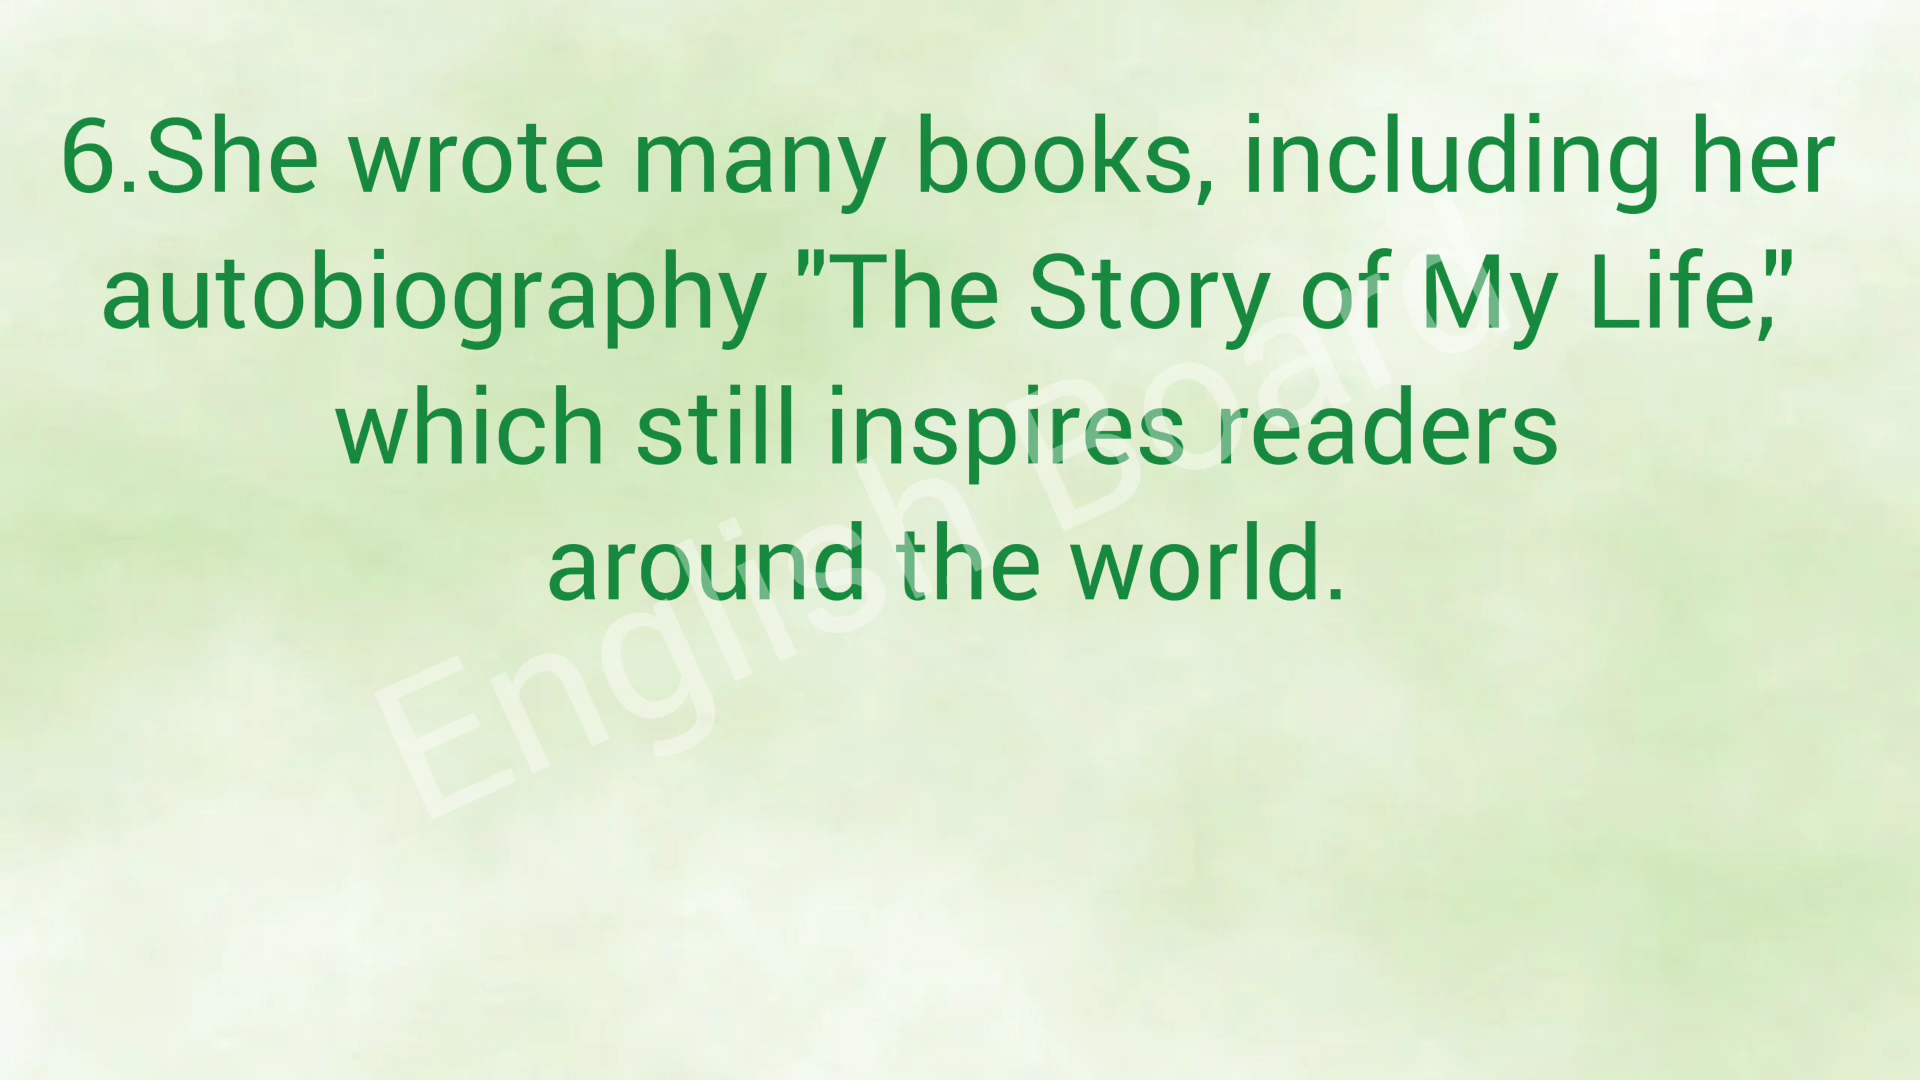 6.She wrote many books, including her
autobiography "The Story of My Life,"
which still inspires readers
around the world.
English Board